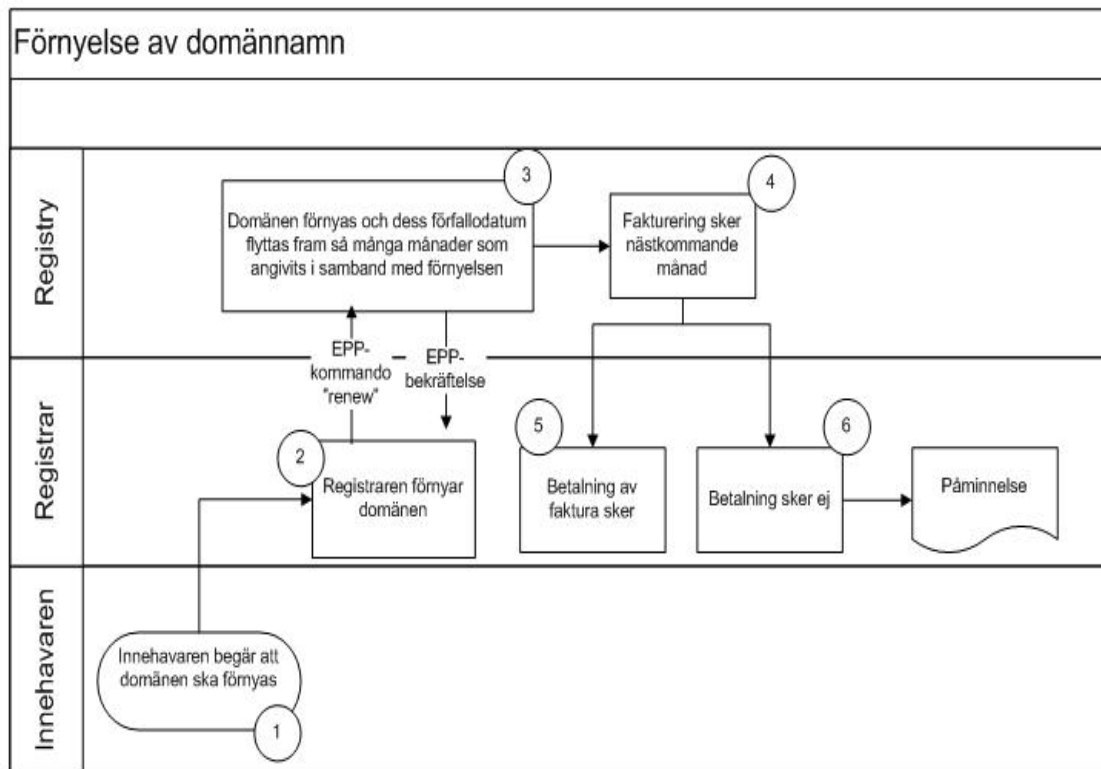 Förnyelse av domännamn
Registry
3
Domänen förnyas och dess förfallodatum
flyttas fram så många månader som
angivits i samband med förnyelsen
4
Fakturering sker
nästkommande
månad
EPP-
kommando
"renew"
EPP-
bekräftelse
Registrar
2
Registraren förnyar
domänen
5
Betalning av
faktura sker
6
Betalning sker ej
Påminnelse
Innehavaren
Innehavaren begär att
domänen ska förnyas
1